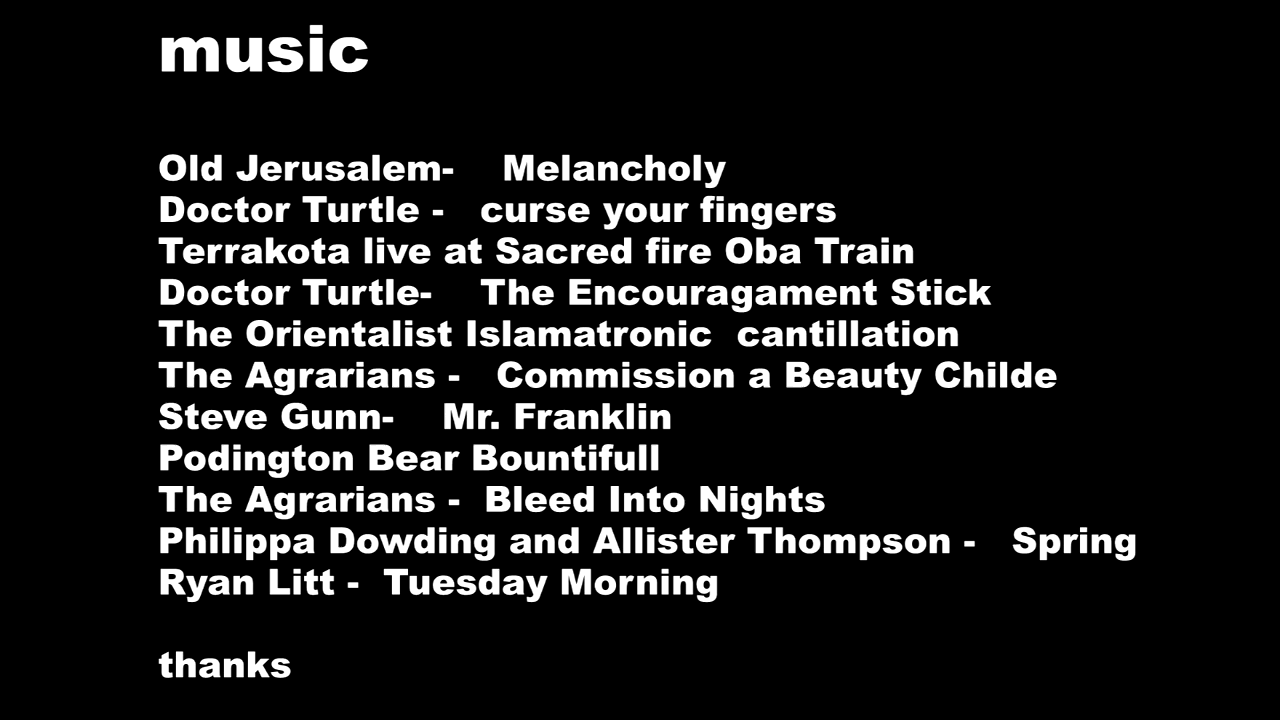 music
Old Jerusalem- Melancholy
Doctor Turtle - curse your fingers
Terrakota live at Sacred fire Oba Train
Doctor Turtle- The Encouragament Stick
The Orientalist Islamatronic cantillation
The Agrarians - Commission a Beauty Childe
Steve Gunn- Mr. Franklin
Podington Bear Bountifull
The Agrarians - Bleed Into Nights
Philippa Dowding and Allister Thompson - Spring
Ryan Litt - Tuesday Morning
thanks